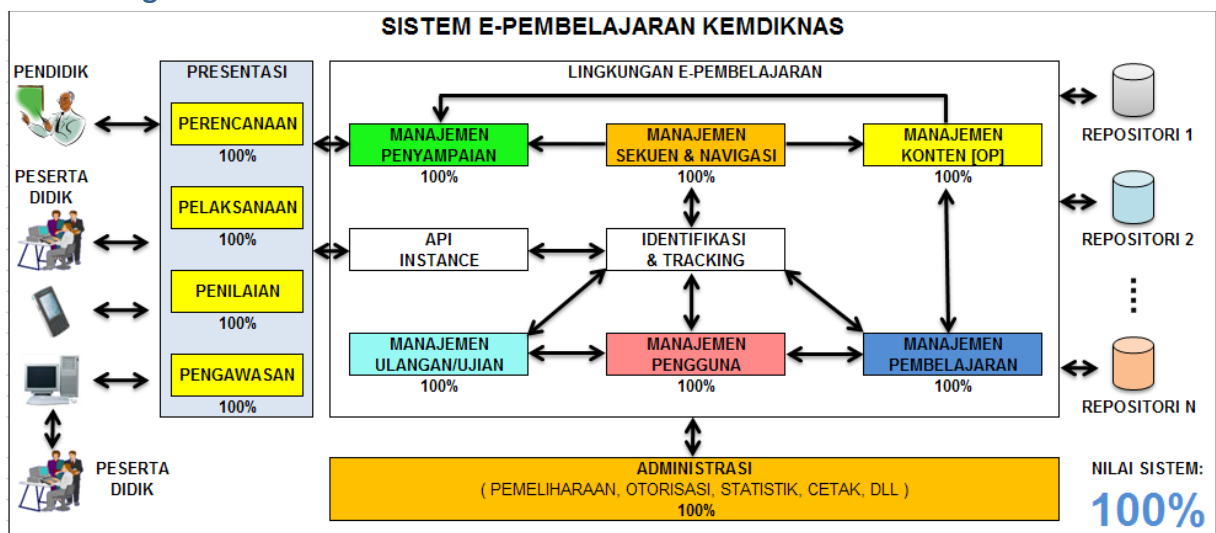 SISTEM E-PEMBELAJARAN KEMDIKNAS
PENDIDIK
PESERTA
DIDIK
PESERTA
DIDIK
PRESENTASI
PERENCANAAN
100%
PELAKSANAAN
100%
PENILAIAN
100%
PENGAWASAN
100%
LINGKUNGAN E-PEMBELAJARAN
MANAJEMEN
PENYAMPAIAN
100%
MANAJEMEN
SEKUEN & NAVIGASI
100%
MANAJEMEN
KONTEN [OP]
100%
API
INSTANCE
IDENTIFIKASI
& TRACKING
MANAJEMEN
ULANGAN/UJIAN
100%
MANAJEMEN
PENGGUNA
100%
MANAJEMEN
PEMBELAJARAN
100%
REPOSITORI 1
REPOSITORI 2
REPOSITORI N
ADMINISTRASI
( PEMELIHARAAN, OTORISASI, STATISTIK, CETAK, DLL )
100%
NILAI SISTEM:
100%